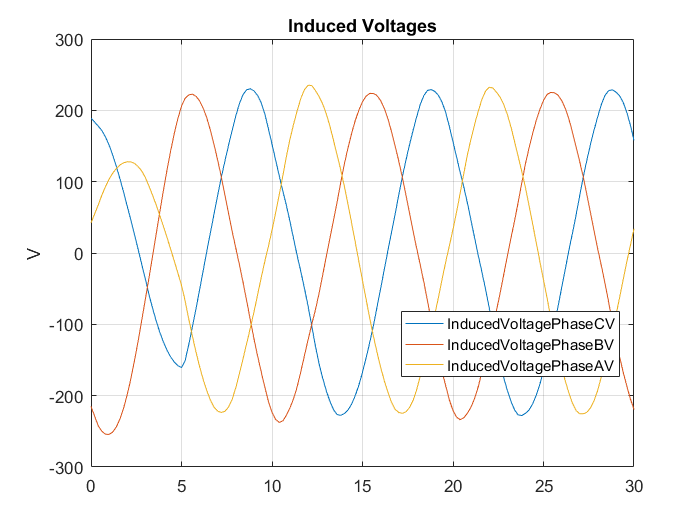 Induced Voltages
300
200
100
0
-100
-200
-300
V
InducedVoltagePhaseCV
InducedVoltagePhaseBV
InducedVoltagePhaseAV
0 5 10 15 20 25 30